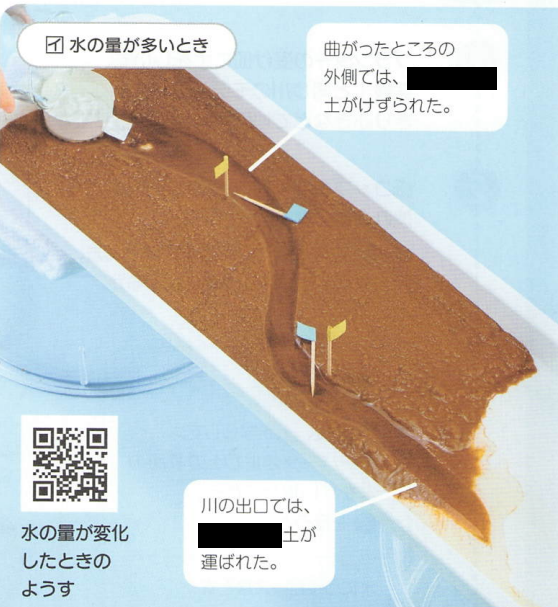 イ 水の量が多いとき
曲がったところの
外側では、
土がけずられた。
川の出口では、
土が
運ばれた。
水の量が変化
したときの
ようす